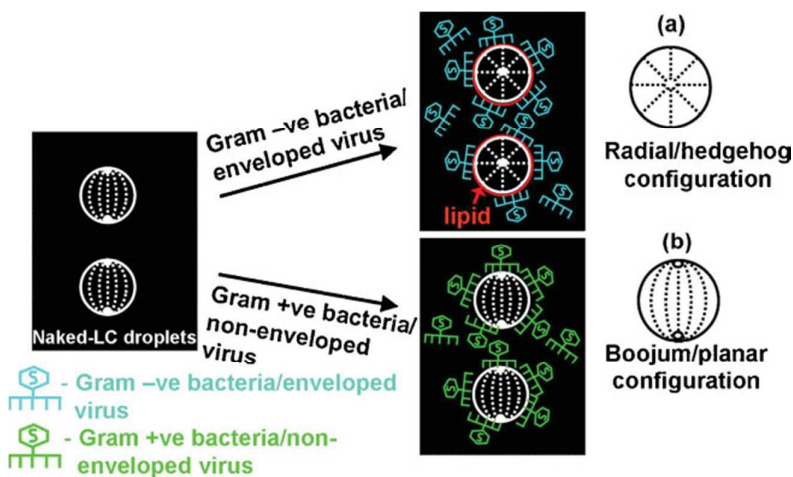 Gram –ve bacteria/
enveloped virus
lipid
(a)
Radial/hedgehog
configuration
Naked-LC droplets
Gram +ve bacteria/
non-enveloped
virus
(b)
Boojum/planar
configuration
S - Gram –ve bacteria/enveloped
virus
S - Gram +ve bacteria/non-
enveloped virus